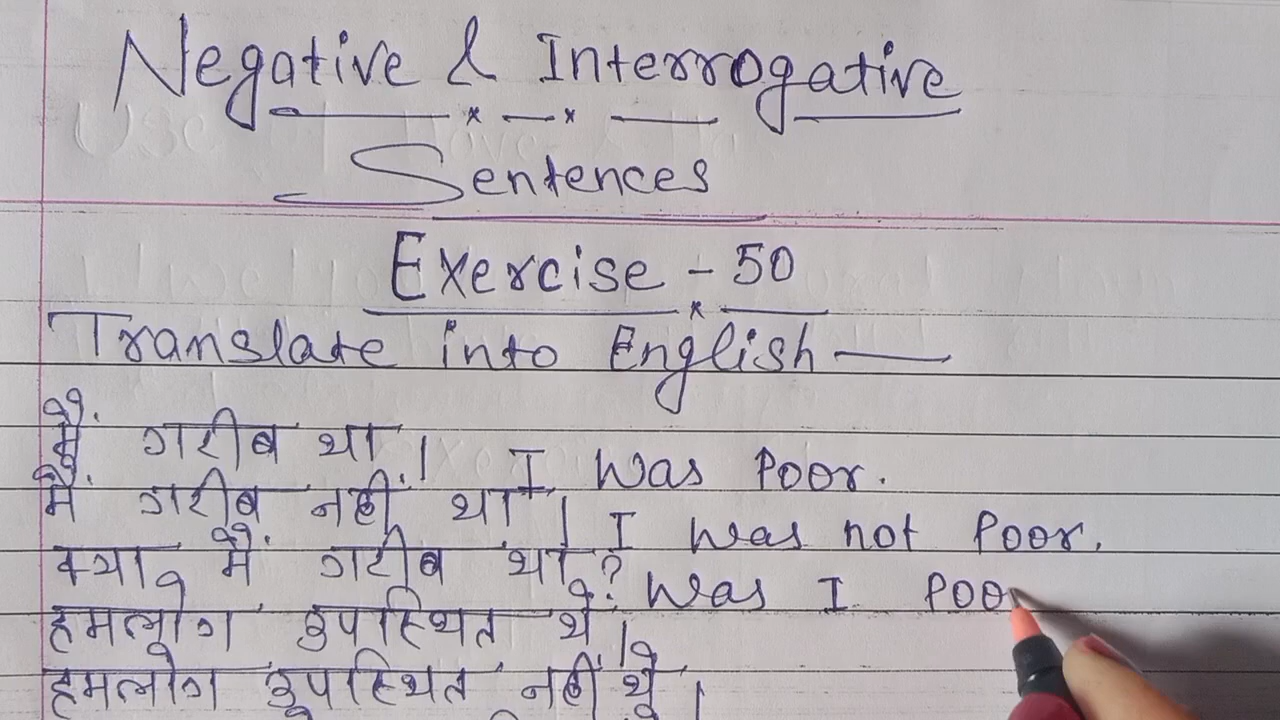 Negative & Interrogative
Sentences
Exercise - 50
Translate into English —
मैं गरीब था। I was Poor.
मैं गरीब नहीं था। I was not Poor.
क्या मैं गरीब था? Was I Poo
हमलोग उपस्थित थे।
हमलोग उपस्थित नहीं थे।